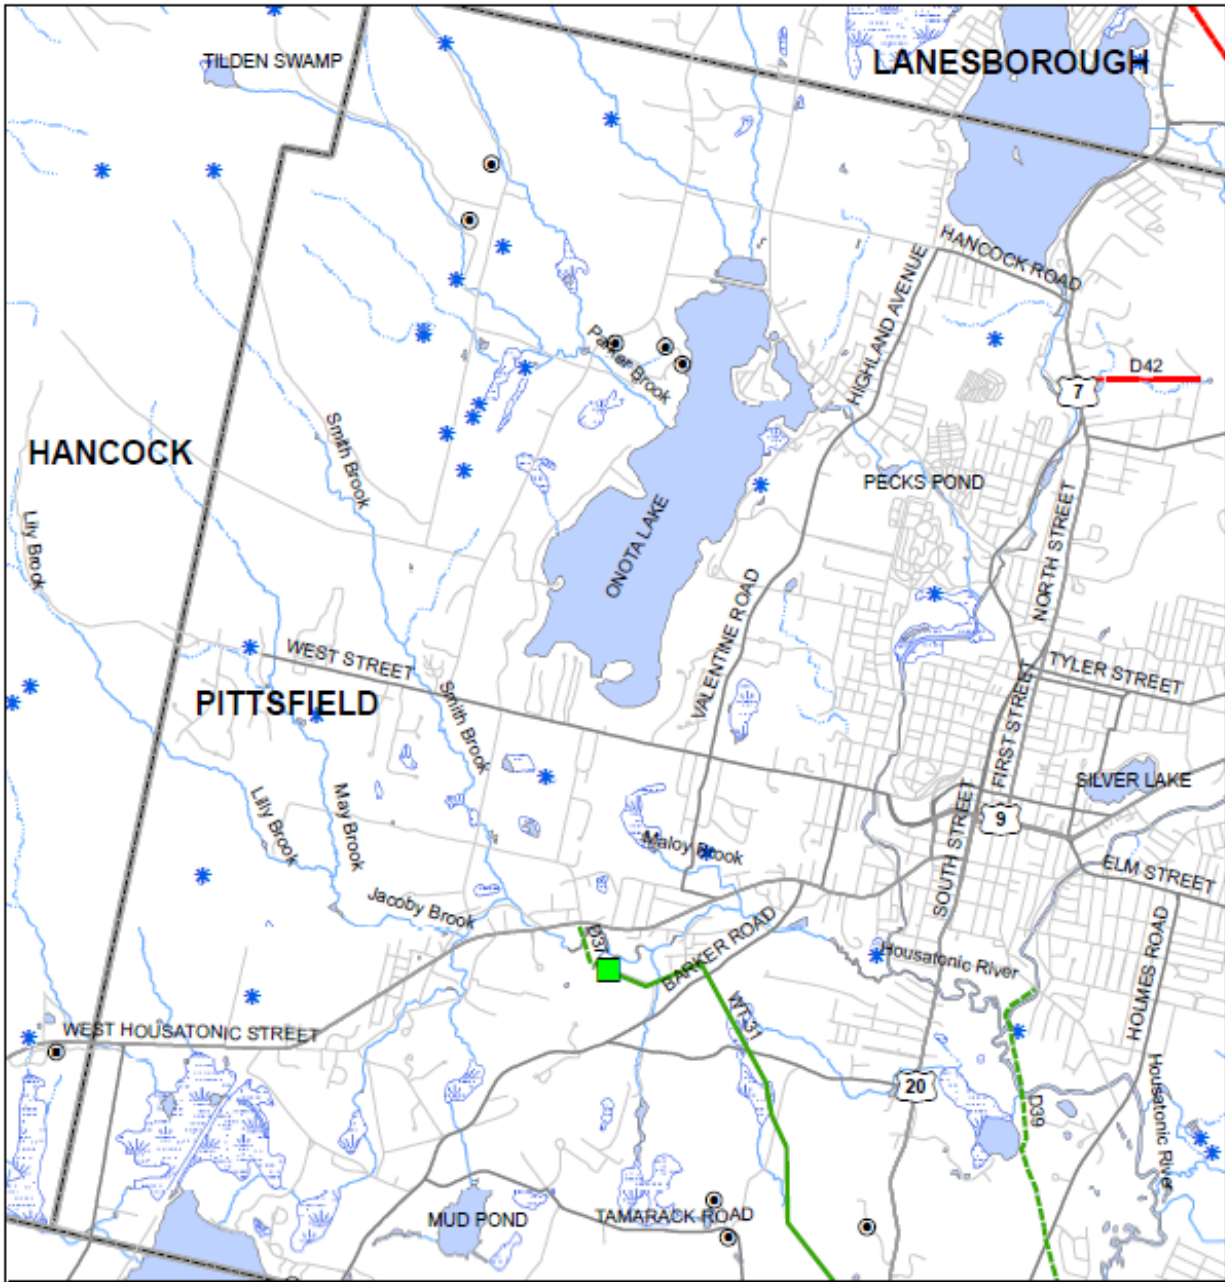 TILDEN SWAMP
LANESBOROUGH
HANCOCK ROAD
HIGHLAND AVENUE
Parker Brook
D42
7
Smith Brook
HANCOCK
PECKS POND
Lily Brook
ONOTA LAKE
NORTH STREET
VALENTINE ROAD
WEST STREET
TYLER STREET
PITTSFIELD
Smith Brook
FIRST STREET
SILVER LAKE
Lilly Brook
May Brook
Maloy Brook
SOUTH STREET
9
ELM STREET
Jacoby Brook
D37
BARKER ROAD
Housatonic River
HOLMES ROAD
WEST HOUSATONIC STREET
WT-31
20
D39
Housatonic River
MUD POND
TAMARACK ROAD